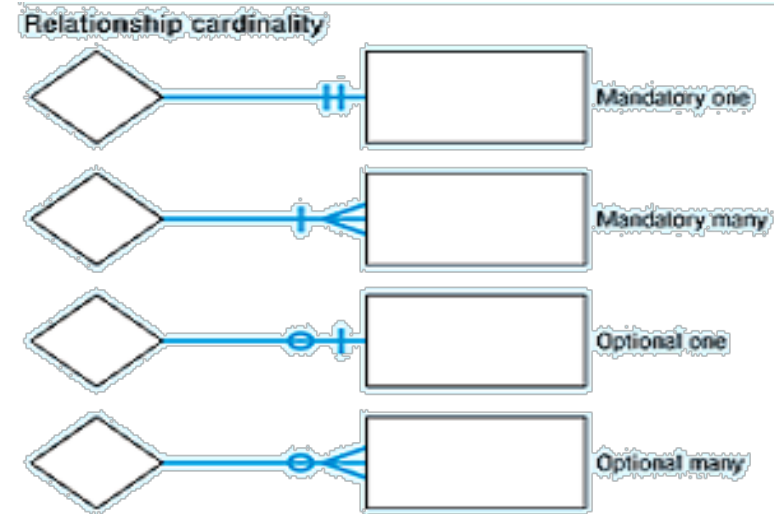 Relationship cardinality
Mandatory one
Mandatory many
Optional one
Optional many